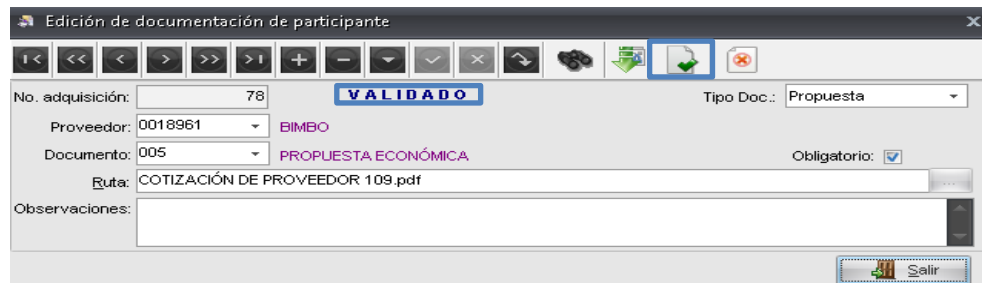 Edición de documentación de participante
No. adquisición: 78 VALIDADO Tipo Doc.: Propuesta
Proveedor: 0018961 BIMBO
Documento: 005 PROPUESTA ECONÓMICA Obligatorio:
Ruta: COTIZACIÓN DE PROVEEDOR 109.pdf ...
Observaciones:
Salir